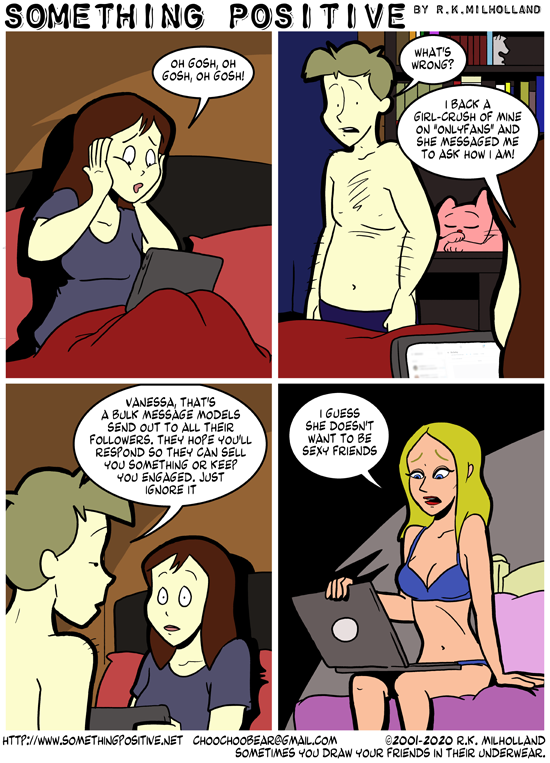 SOMETHING POSITIVE BY R.K.MILHOLLAND
OH GOSH, OH
GOSH, OH GOSH!
WHAT'S
WRONG?
I BACK A
GIRL-CRUSH OF MINE
ON "ONLYFANS" AND
SHE MESSAGED ME
TO ASK HOW I AM!
VANESSA, THAT'S
A BULK MESSAGE MODELS
SEND OUT TO ALL THEIR
FOLLOWERS. THEY HOPE YOU'LL
RESPOND SO THEY CAN SELL
YOU SOMETHING OR KEEP
YOU ENGAGED. JUST
IGNORE IT
I GUESS
SHE DOESN'T
WANT TO BE
SEXY FRIENDS
HTTP://WWW.SOMETHINGPOSITIVE.NET CHOOCHOOBEAR@GMAIL.COM ©2001-2020 R.K. MILHOLLAND
SOMETIMES YOU DRAW YOUR FRIENDS IN THEIR UNDERWEAR.